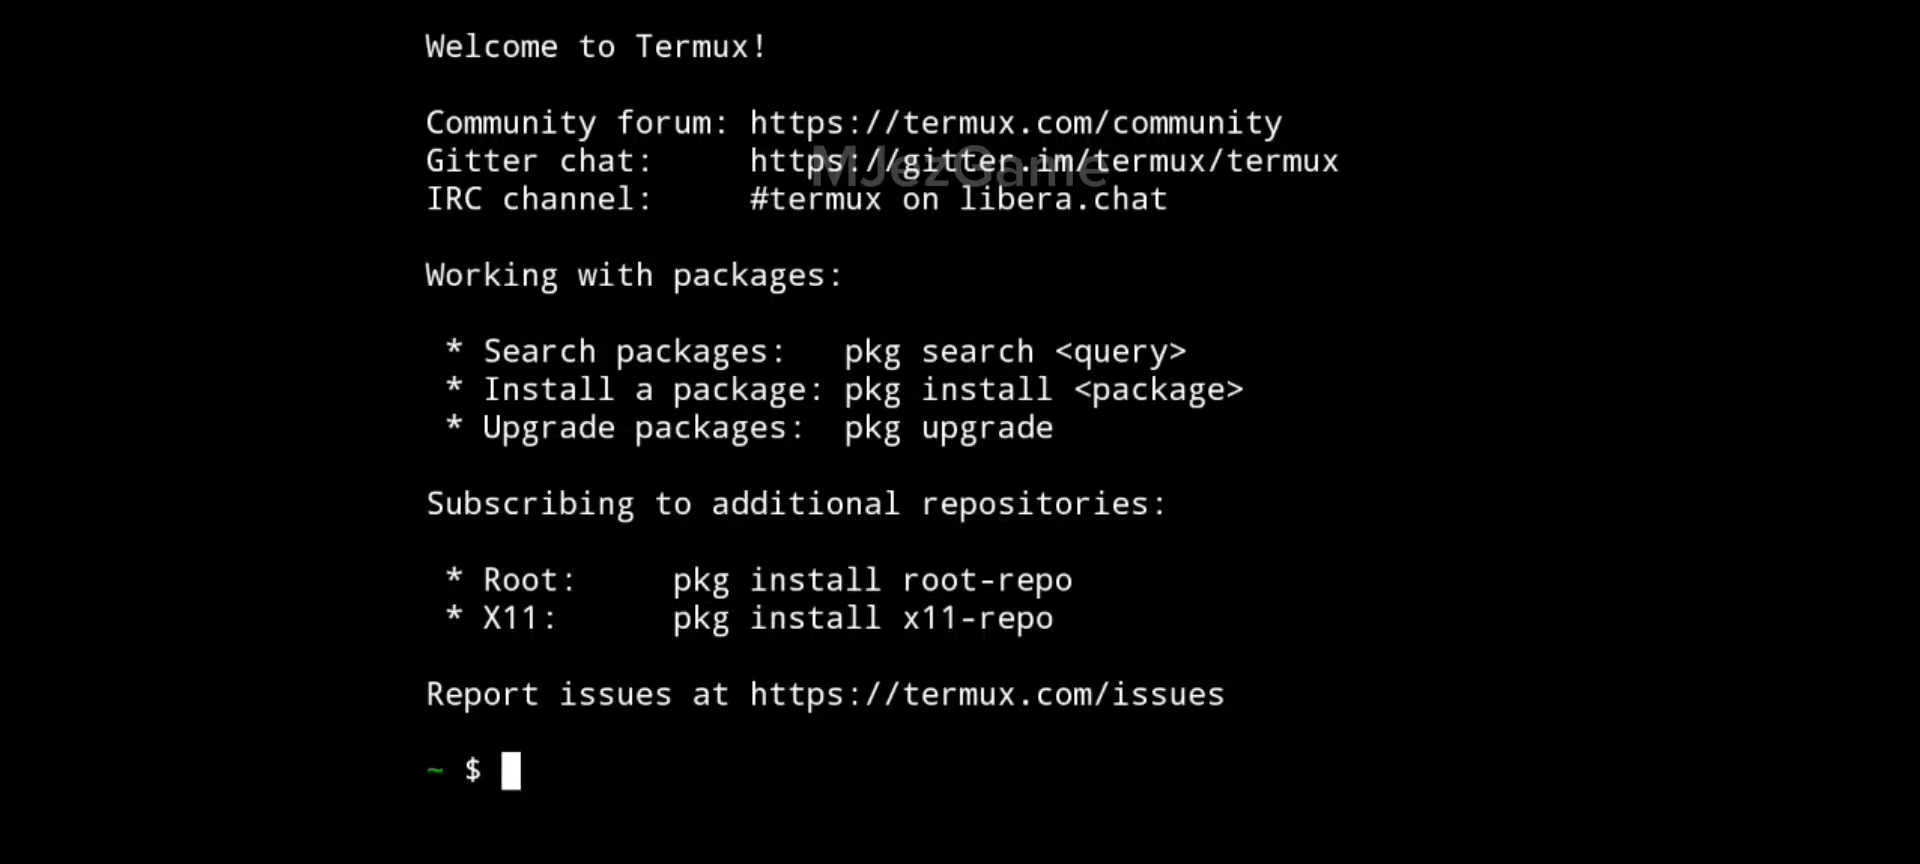 Welcome to Termux!
Community forum: https://termux.com/community
Gitter chat:     https://gitter.im/termux/termux
MJezGame
IRC channel:     #termux on libera.chat
Working with packages:
* Search packages:   pkg search <query>
* Install a package: pkg install <package>
* Upgrade packages:  pkg upgrade
Subscribing to additional repositories:
* Root:     pkg install root-repo
* X11:      pkg install x11-repo
Report issues at https://termux.com/issues
~ $